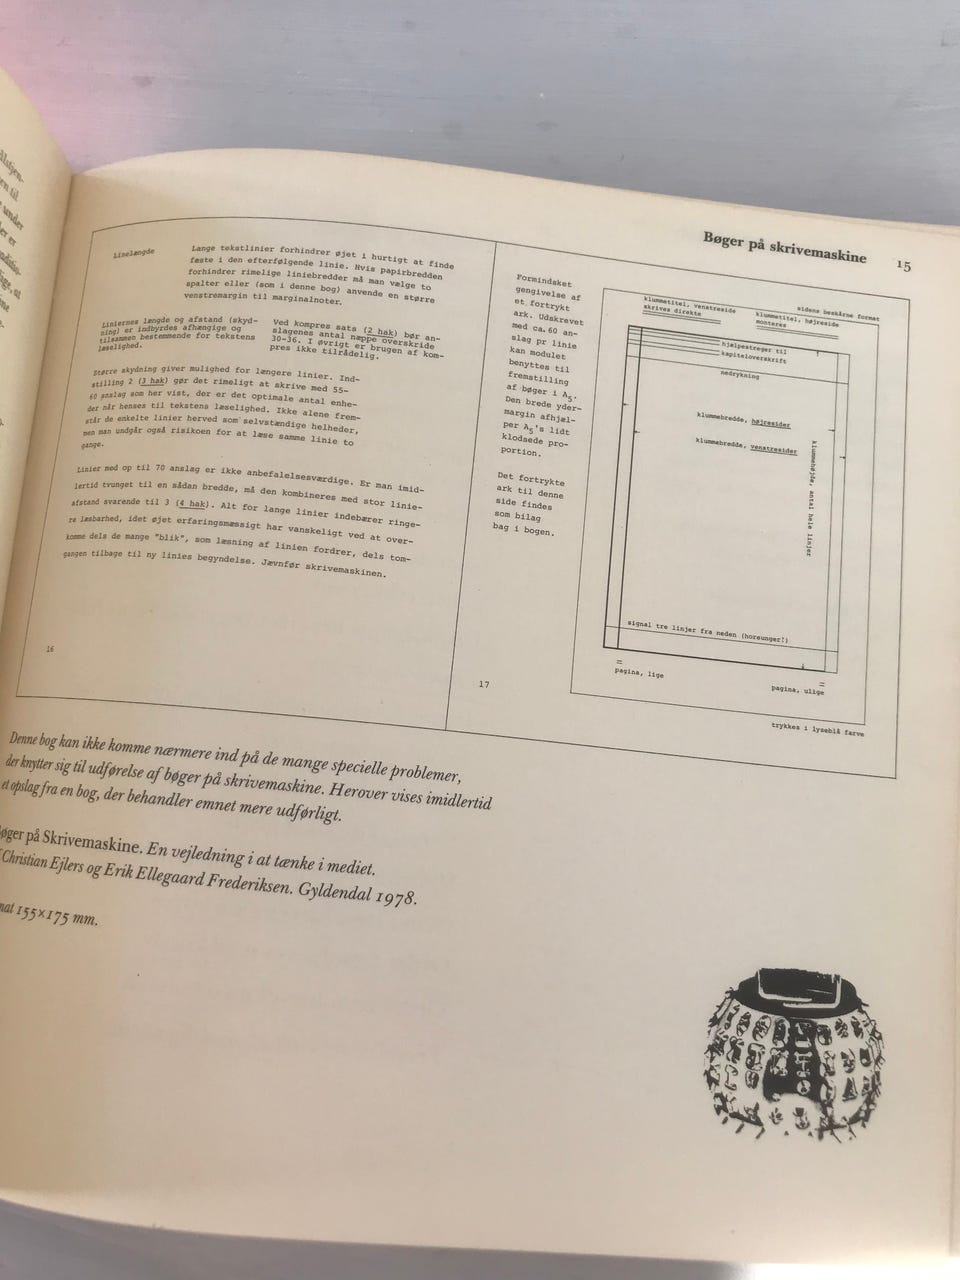 Bøger på skrivemaskine 15
Linielængde
Lange tekstlinier forhindrer øjet i hurtigt at finde
fæste i den efterfølgende linie. Hvis papirbredden
forhindrer rimelige liniebredder må man vælge to
spalter eller (som i denne bog) anvende en større
venstremargin til marginalnoter.
Liniernes længde og afstand (skyd-
ning) er indbyrdes afhængige og
tilsammen bestemmende for tekstens
læselighed.
Ved kompres sats (2 hak) bør an-
slagenes antal næppe overskride
30-36. I øvrigt er brugen af kom-
pres ikke tilrådelig.
Større skydning giver mulighed for længere linier. Ind-
stilling 2 (3 hak) gør det rimeligt at skrive med 55-
60 anslag som her vist, der er det optimale antal enhe-
der når henses til tekstens læselighed. Ikke alene frem-
står de enkelte linier herved som selvstændige helheder,
men man undgår også risikoen for at læse samme linie to
gange.
Linier med op til 70 anslag er ikke anbefalelsesværdige. Er man imid-
lertid tvunget til en sådan bredde, må den kombineres med stor linie-
afstand svarende til 3 (4 hak). Alt for lange linier indebærer ringe-
re læsbarhed, idet øjet erfaringsmæssigt har vanskeligt ved at over-
komme dels de mange "blik", som læsning af linien fordrer, dels tom-
gangen tilbage til ny linies begyndelse. Jævnfør skrivemaskinen.
16
Formindsket
gengivelse af
et fortrykt
ark. Udskrevet
med ca.60 an-
slag pr linie
kan modulet
benyttes til
fremstilling
af bøger i A5.
Den brede yder-
margin afhjæl-
per A5's lidt
klodsede pro-
portion.
Det fortrykte
ark til denne
side findes
som bilag
bag i bogen.
17
klummetitel, venstreside
skrives direkte
sidens beskårne format
klummetitel, højreside
monteres
hjælpestreger til
kapiteloverskrift
nedrykning
klummebredde, højresider
klummebredde, venstresider
klummehøjde, antal hele linjer
signal tre linjer fra neden (horeunger!)
pagina, lige
pagina, ulige
trykkes i lyseblå farve
Denne bog kan ikke komme nærmere ind på de mange specielle problemer,
der knytter sig til udførelse af bøger på skrivemaskine. Herover vises imidlertid
et opslag fra en bog, der behandler emnet mere udførligt.
Bøger på Skrivemaskine. En vejledning i at tænke i mediet.
Christian Ejlers og Erik Ellegaard Frederiksen. Gyldendal 1978.
155×175 mm.